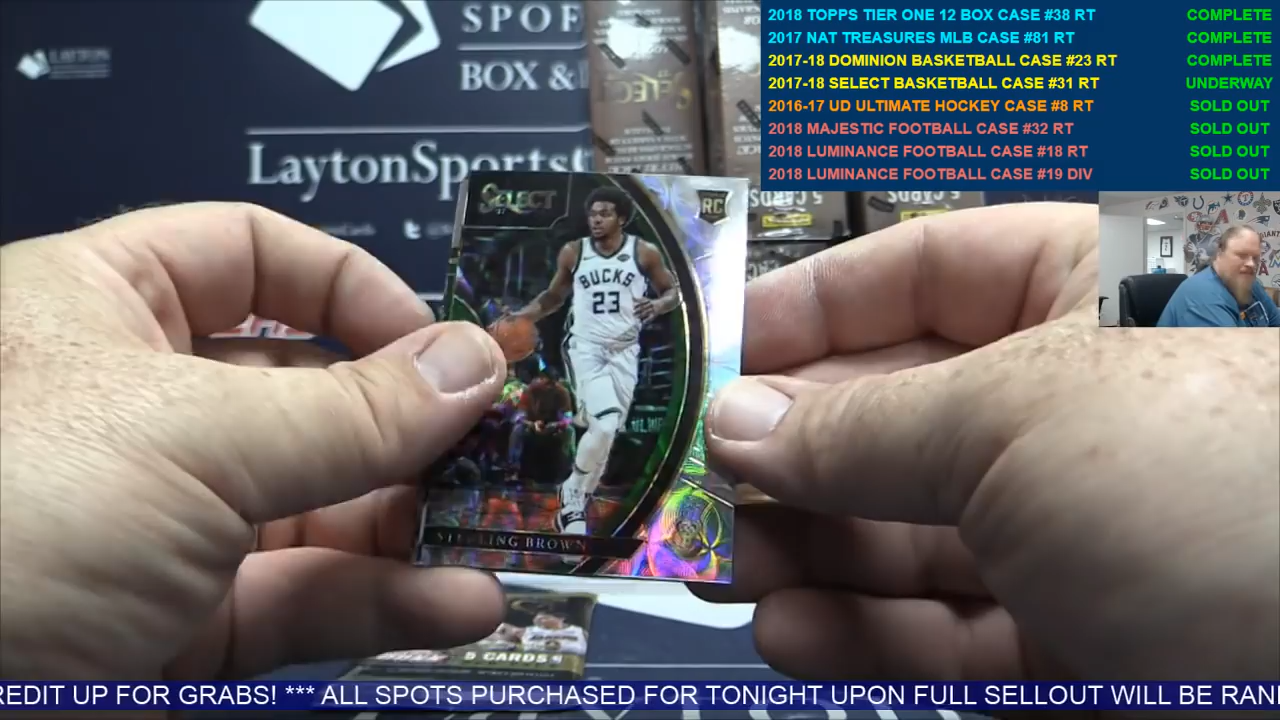 2018 TOPPS TIER ONE 12 BOX CASE #38 RT COMPLETE
2017 NAT TREASURES MLB CASE #81 RT COMPLETE
2017-18 DOMINION BASKETBALL CASE #23 RT COMPLETE
2017-18 SELECT BASKETBALL CASE #31 RT UNDERWAY
2016-17 UD ULTIMATE HOCKEY CASE #8 RT SOLD OUT
2018 MAJESTIC FOOTBALL CASE #32 RT SOLD OUT
2018 LUMINANCE FOOTBALL CASE #18 RT SOLD OUT
2018 LUMINANCE FOOTBALL CASE #19 DIV SOLD OUT
LAYTON
SPO
BOX &
LaytonSports
SELECT
RC
BUCKS
23
STERLING BROWN
5 CARDS
5 CARDS
REDIT UP FOR GRABS! *** ALL SPOTS PURCHASED FOR TONIGHT UPON FULL SELLOUT WILL BE RAN